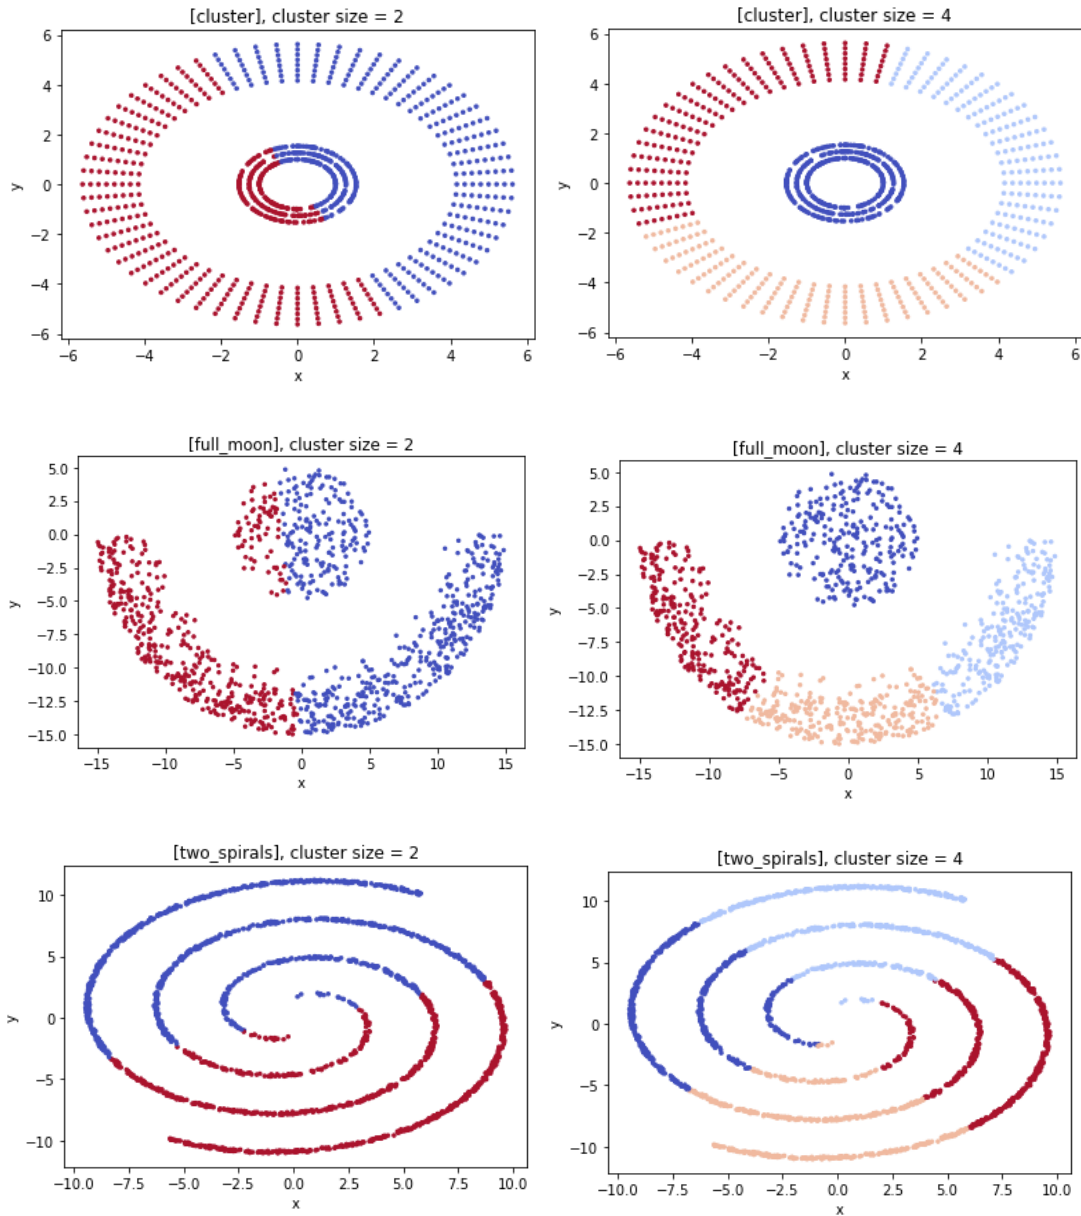 [cluster], cluster size = 2
6
4
2
0
−2
−4
−6
y
−6 −4 −2 0 2 4 6
x
[cluster], cluster size = 4
6
4
2
0
−2
−4
−6
y
−6 −4 −2 0 2 4 6
x
[full_moon], cluster size = 2
5.0
2.5
0.0
−2.5
−5.0
−7.5
−10.0
−12.5
−15.0
y
−15 −10 −5 0 5 10 15
x
[full_moon], cluster size = 4
5.0
2.5
0.0
−2.5
−5.0
−7.5
−10.0
−12.5
−15.0
y
−15 −10 −5 0 5 10 15
x
[two_spirals], cluster size = 2
10
5
0
−5
−10
y
−10.0 −7.5 −5.0 −2.5 0.0 2.5 5.0 7.5 10.0
x
[two_spirals], cluster size = 4
10
5
0
−5
−10
y
−10.0 −7.5 −5.0 −2.5 0.0 2.5 5.0 7.5 10.0
x